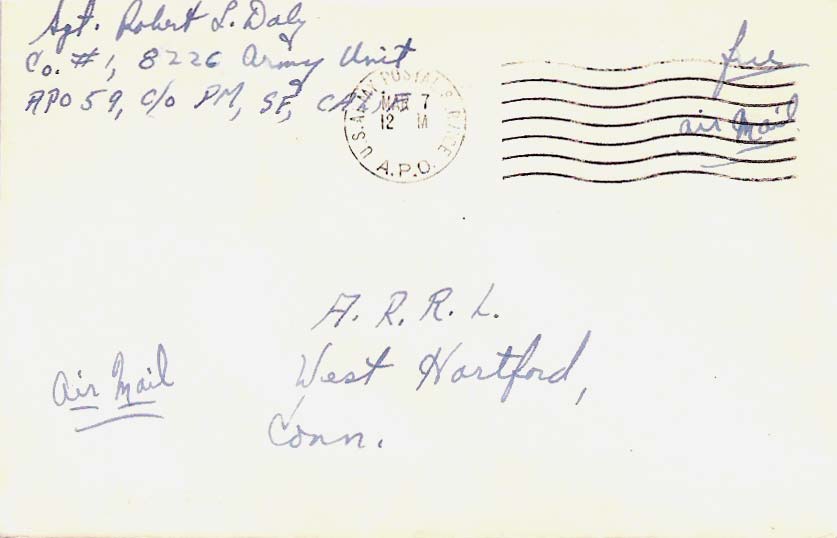 Sgt. Robert L. Daly
Co. #1, 8226 Army Unit
APO 59, c/o PM, SF, CALIF
U.S. ARMY POSTAL SERVICE
MAR 7
12 M
A.P.O.
free
air Mail
A. R. R. L.
West Hartford,
Conn.
Air Mail